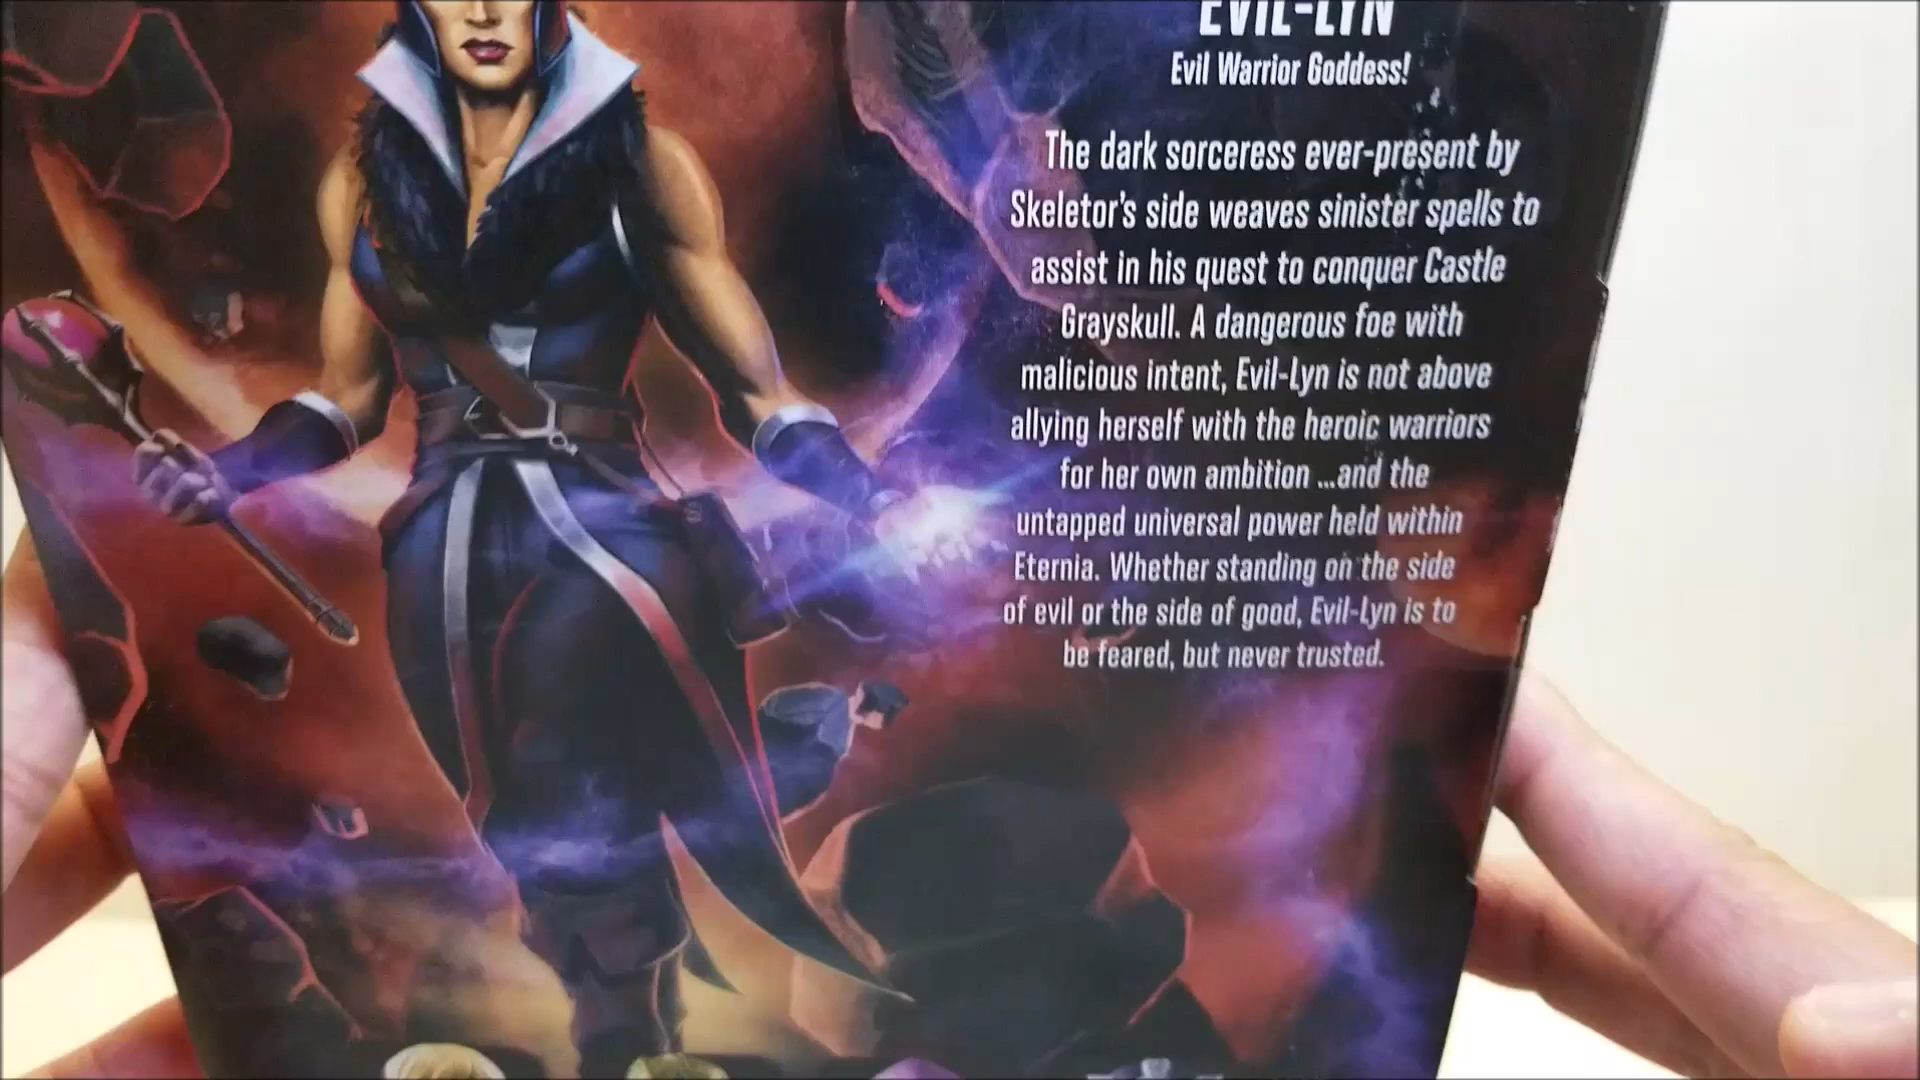 EVIL-LYN
Evil Warrior Goddess!
The dark sorceress ever-present by
Skeletor's side weaves sinister spells to
assist in his quest to conquer Castle
Grayskull. A dangerous foe with
malicious intent, Evil-Lyn is not above
allying herself with the heroic warriors
for her own ambition ...and the
untapped universal power held within
Eternia. Whether standing on the side
of evil or the side of good, Evil-Lyn is to
be feared, but never trusted.